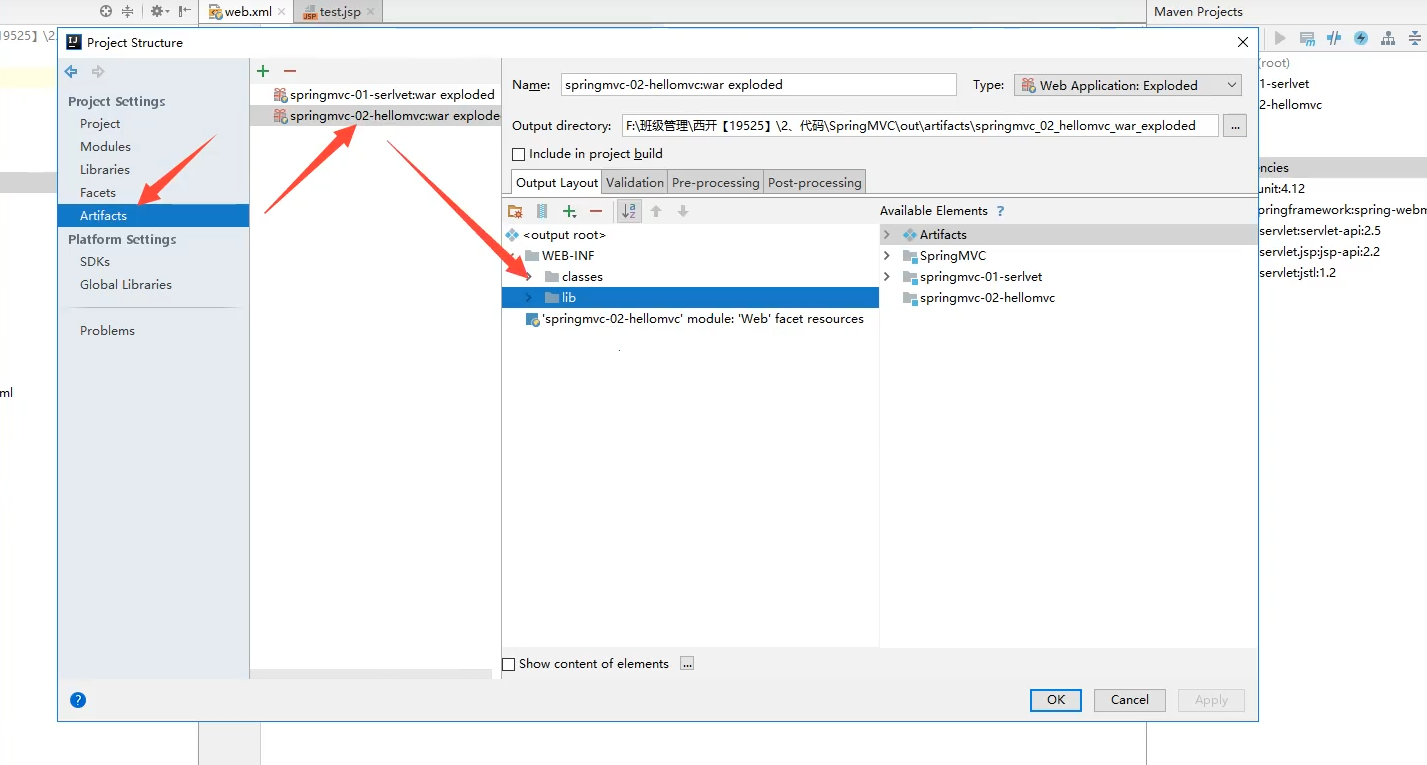 web.xml
test.jsp
Maven Projects
19525】\2
Project Structure
(root)
Project Settings
Project
Modules
Libraries
Facets
Artifacts
Platform Settings
SDKs
Global Libraries
Problems
springmvc-01-serlvet:war exploded
springmvc-02-hellomvc:war explode
Name: springmvc-02-hellomvc:war exploded Type: Web Application: Exploded
Output directory: F:\班级管理\西开【19525】\2、代码\SpringMVC\out\artifacts\springmvc_02_hellomvc_war_exploded ...
Include in project build
Output Layout Validation Pre-processing Post-processing
Available Elements ?
<output root>
WEB-INF
classes
lib
'springmvc-02-hellomvc' module: 'Web' facet resources
Artifacts
SpringMVC
springmvc-01-serlvet
springmvc-02-hellomvc
Show content of elements ...
? OK Cancel Apply
1-serlvet
2-hellomvc
encies
unit:4.12
pringframework:spring-webm
servlet:servlet-api:2.5
servlet.jsp:jsp-api:2.2
servlet:jstl:1.2
ml